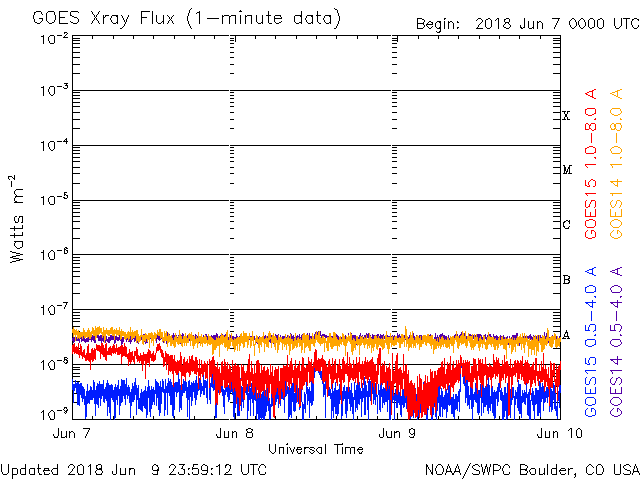 GOES Xray Flux (1-minute data)
Begin: 2018 Jun 7 0000 UTC
10⁻²
10⁻³
10⁻⁴
10⁻⁵
10⁻⁶
10⁻⁷
10⁻⁸
10⁻⁹
Watts m⁻²
X
M
C
B
A
GOES15 1.0-8.0 A
GOES14 1.0-8.0 A
GOES15 0.5-4.0 A
GOES14 0.5-4.0 A
Jun 7
Jun 8
Jun 9
Jun 10
Universal Time
Updated 2018 Jun 9 23:59:12 UTC
NOAA/SWPC Boulder, CO USA